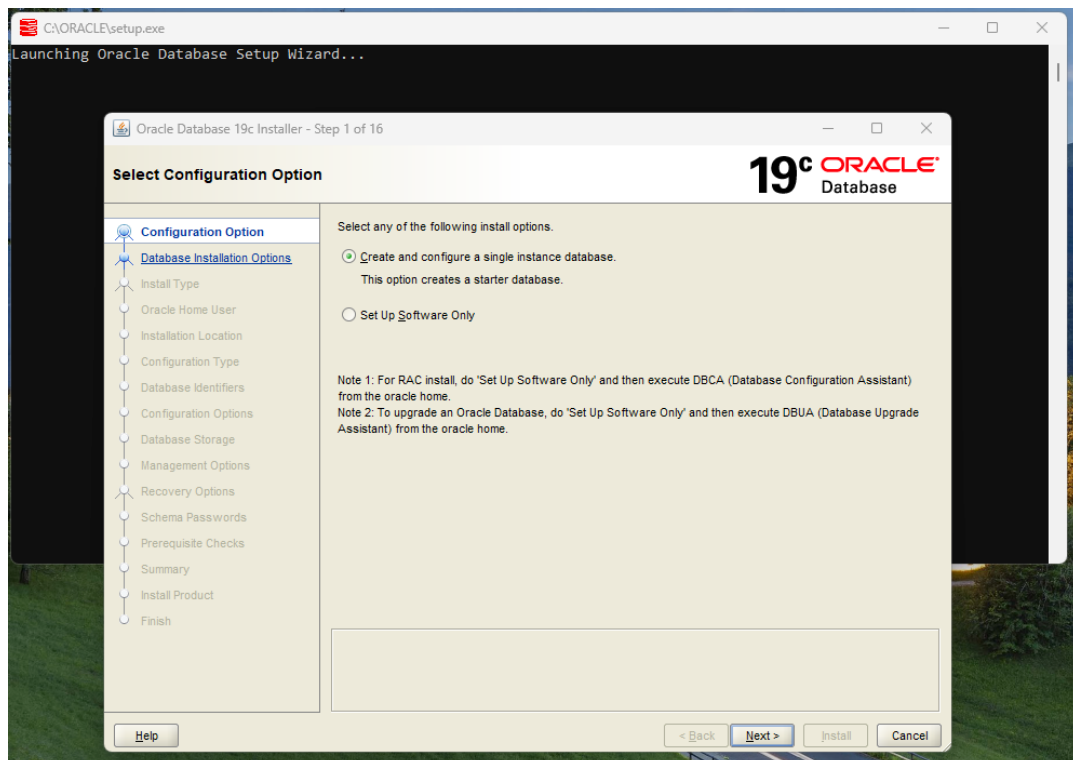 C:\ORACLE\setup.exe
Launching Oracle Database Setup Wizard...
Oracle Database 19c Installer - Step 1 of 16
Select Configuration Option
19c ORACLE
Database
Configuration Option
Database Installation Options
Install Type
Oracle Home User
Installation Location
Configuration Type
Database Identifiers
Configuration Options
Database Storage
Management Options
Recovery Options
Schema Passwords
Prerequisite Checks
Summary
Install Product
Finish
Select any of the following install options.
Create and configure a single instance database.
This option creates a starter database.
Set Up Software Only
Note 1: For RAC install, do 'Set Up Software Only' and then execute DBCA (Database Configuration Assistant)
from the oracle home.
Note 2: To upgrade an Oracle Database, do 'Set Up Software Only' and then execute DBUA (Database Upgrade
Assistant) from the oracle home.
Help
< Back
Next >
Install
Cancel